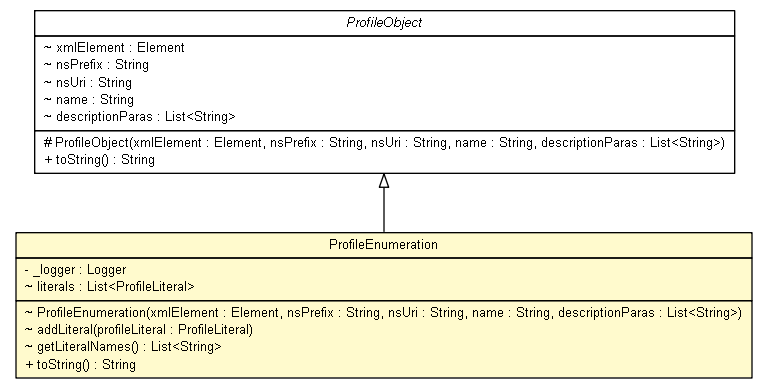 ProfileObject
~ xmlElement : Element
~ nsPrefix : String
~ nsUri : String
~ name : String
~ descriptionParas : List<String>
# ProfileObject(xmlElement : Element, nsPrefix : String, nsUri : String, name : String, descriptionParas : List<String>)
+ toString() : String
ProfileEnumeration
- _logger : Logger
~ literals : List<ProfileLiteral>
~ ProfileEnumeration(xmlElement : Element, nsPrefix : String, nsUri : String, name : String, descriptionParas : List<String>)
~ addLiteral(profileLiteral : ProfileLiteral)
~ getLiteralNames() : List<String>
+ toString() : String